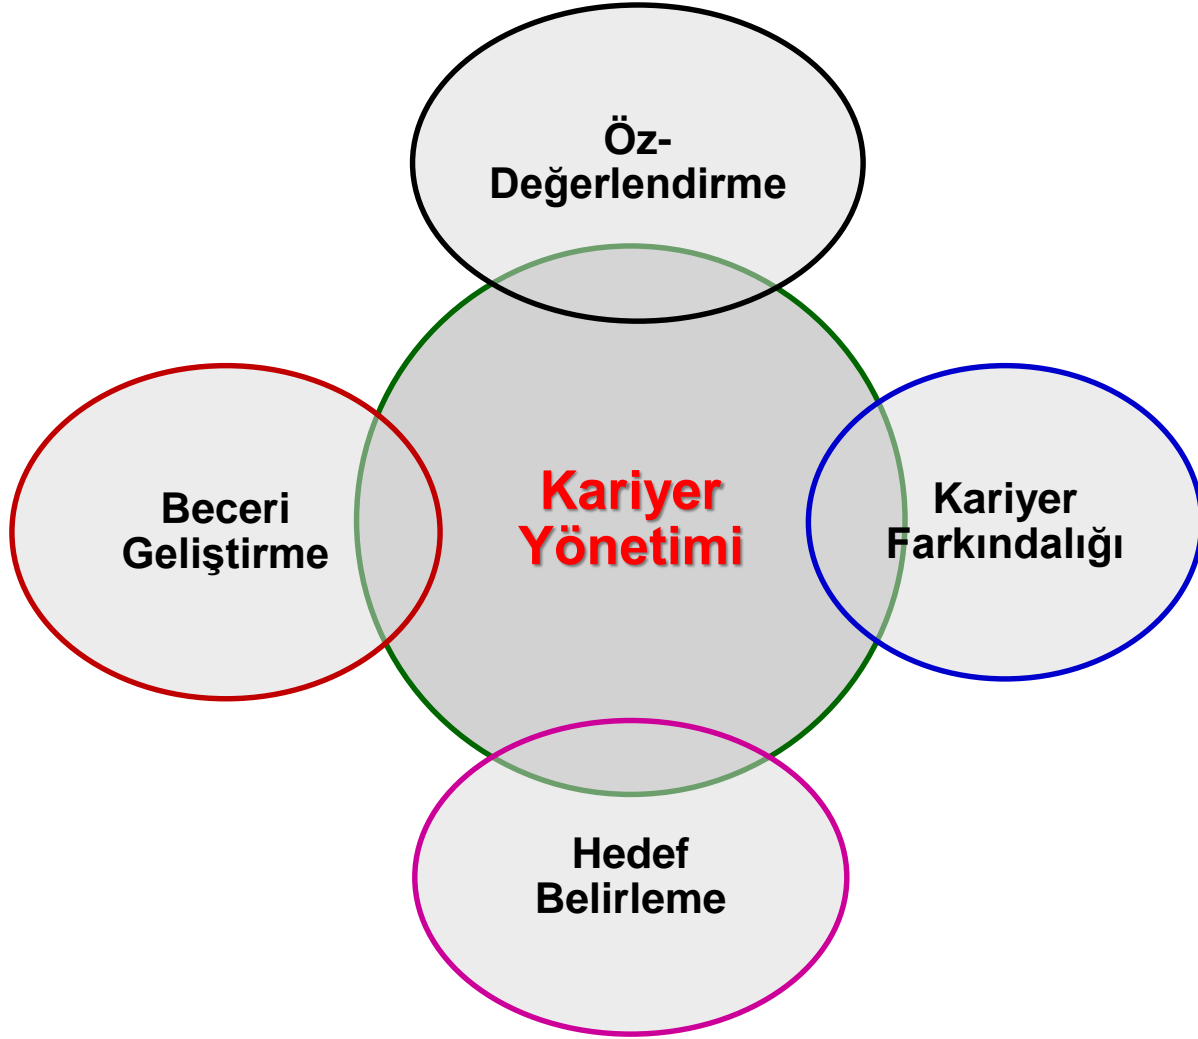 Öz-
Değerlendirme
Kariyer
Yönetimi
Beceri
Geliştirme
Kariyer
Farkındalığı
Hedef
Belirleme